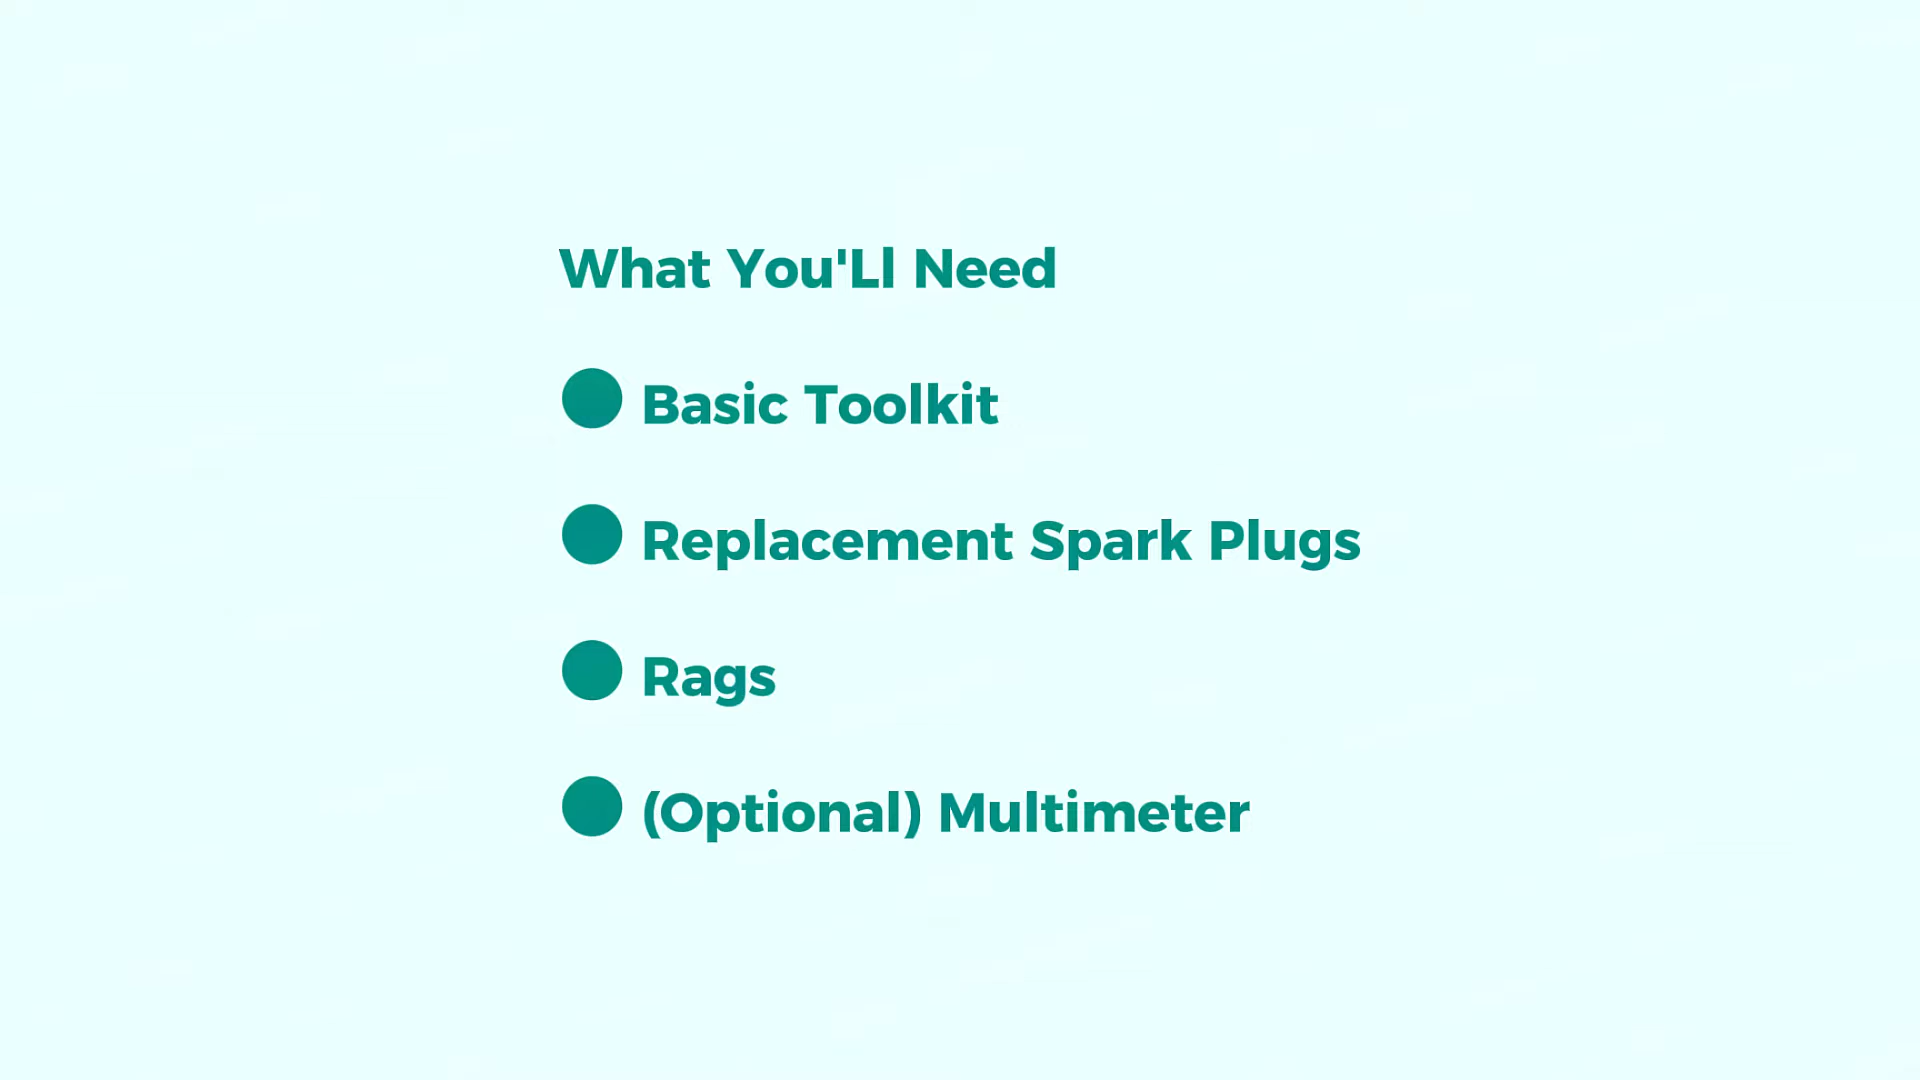 What You'Ll Need
Basic Toolkit
Replacement Spark Plugs
Rags
(Optional) Multimeter